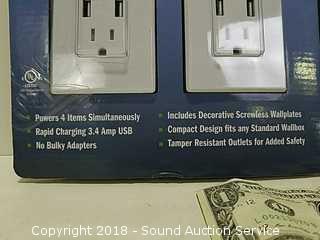 • Powers 4 Items Simultaneously
• Rapid Charging 3.4 Amp USB
• No Bulky Adapters
• Includes Decorative Screwless Wallplates
• Compact Design fits any Standard Wallbox
• Tamper Resistant Outlets for Added Safety
Copyright 2018 - Sound Auction Service